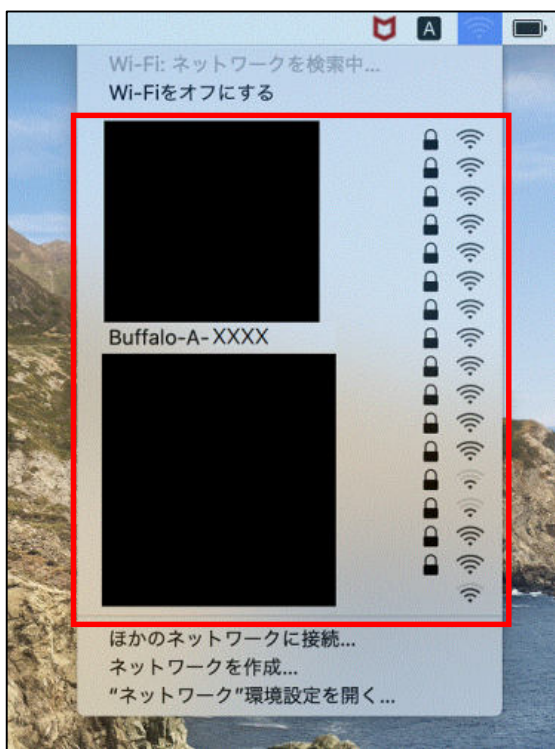 A
Wi-Fi: ネットワークを検索中...
Wi-Fiをオフにする
Buffalo-A-XXXX
ほかのネットワークに接続...
ネットワークを作成...
“ネットワーク”環境設定を開く...